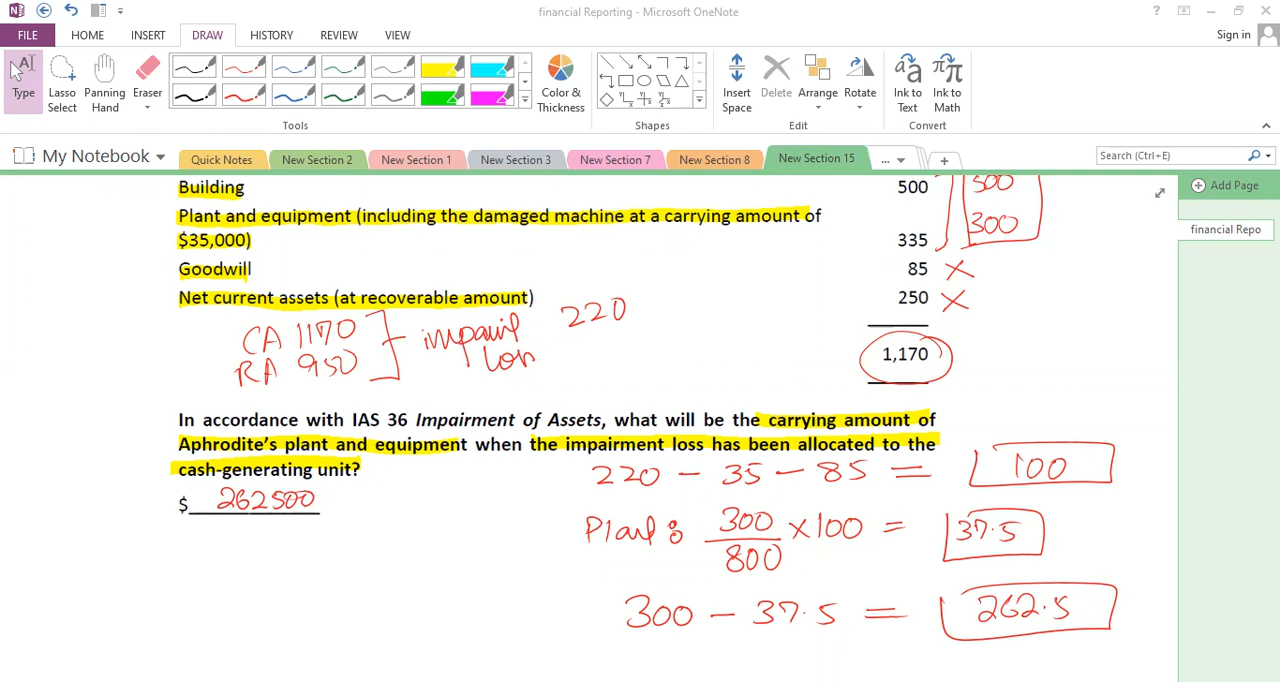 financial Reporting - Microsoft OneNote
FILE HOME INSERT DRAW HISTORY REVIEW VIEW Sign in
Type Lasso Select Panning Hand Eraser Color & Thickness Insert Space Delete Arrange Rotate Ink to Text Ink to Math
Tools Shapes Edit Convert
My Notebook Quick Notes New Section 2 New Section 1 New Section 3 New Section 7 New Section 8 New Section 15 ... Search (Ctrl+E)
Add Page
financial Repo
Building 500 500
Plant and equipment (including the damaged machine at a carrying amount of
$35,000) 335 300
Goodwill 85 X
Net current assets (at recoverable amount) 250 X
CA 1170
RA 950
impair
loss
220
1,170
In accordance with IAS 36 Impairment of Assets, what will be the carrying amount of
Aphrodite's plant and equipment when the impairment loss has been allocated to the
cash-generating unit?
$ 262500
220 - 35 - 85 = 100
Plant: 300/800 x100 = 37.5
300 - 37.5 = 262.5